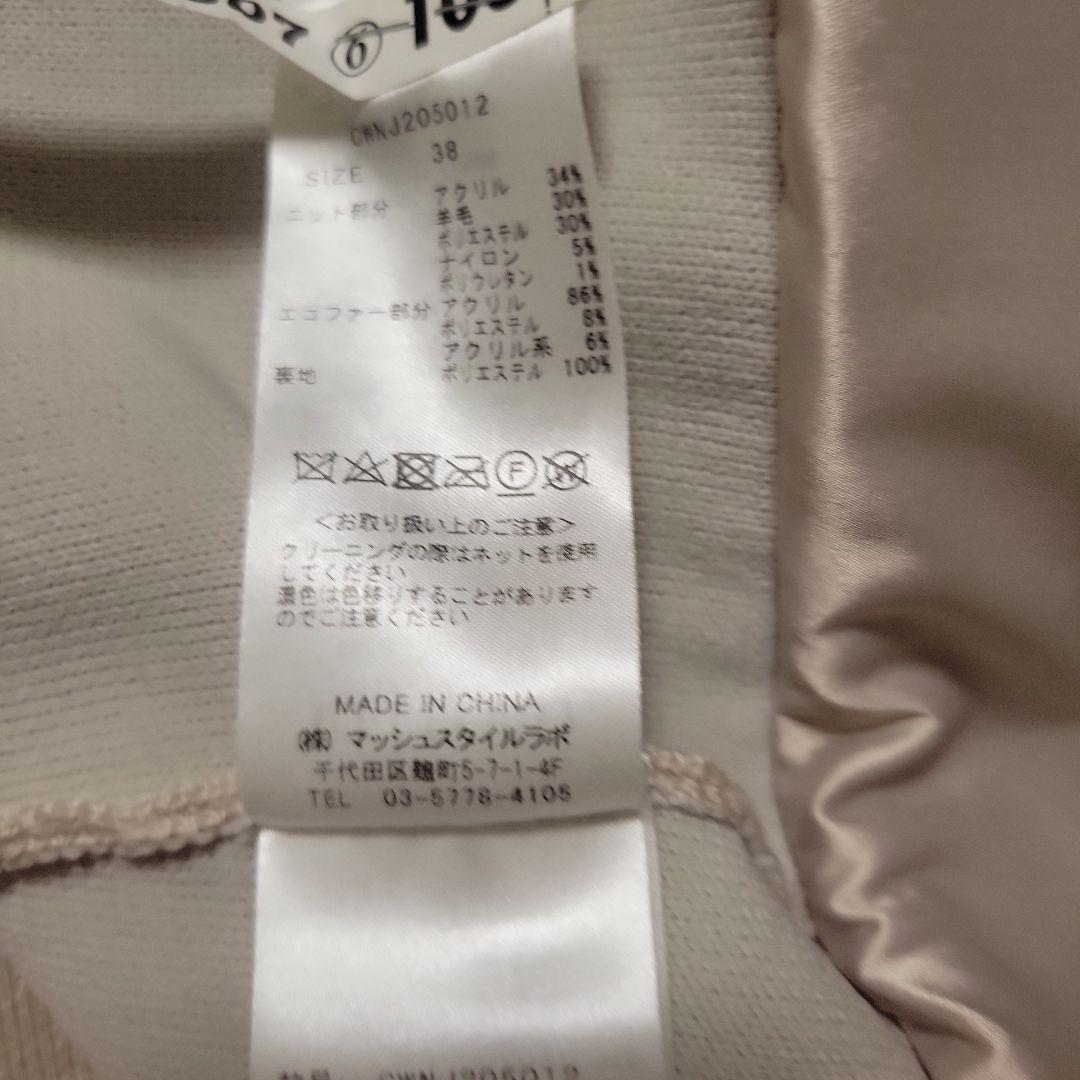 CWNJ205012
SIZE 38
ニット部分 アクリル 34%
羊毛 30%
ポリエステル 30%
ナイロン 5%
ポリウレタン 1%
エコファー部分 アクリル 86%
ポリエステル 8%
アクリル系 6%
裏地 ポリエステル 100%
F
W
<お取り扱い上のご注意>
クリーニングの際はネットを使用
してください
濃色は色移りすることがあります
のでご注意ください
MADE IN CHINA
(株) マッシュスタイルラボ
千代田区麹町5-7-1-4F
TEL 03-5778-4105
CWNJ205012